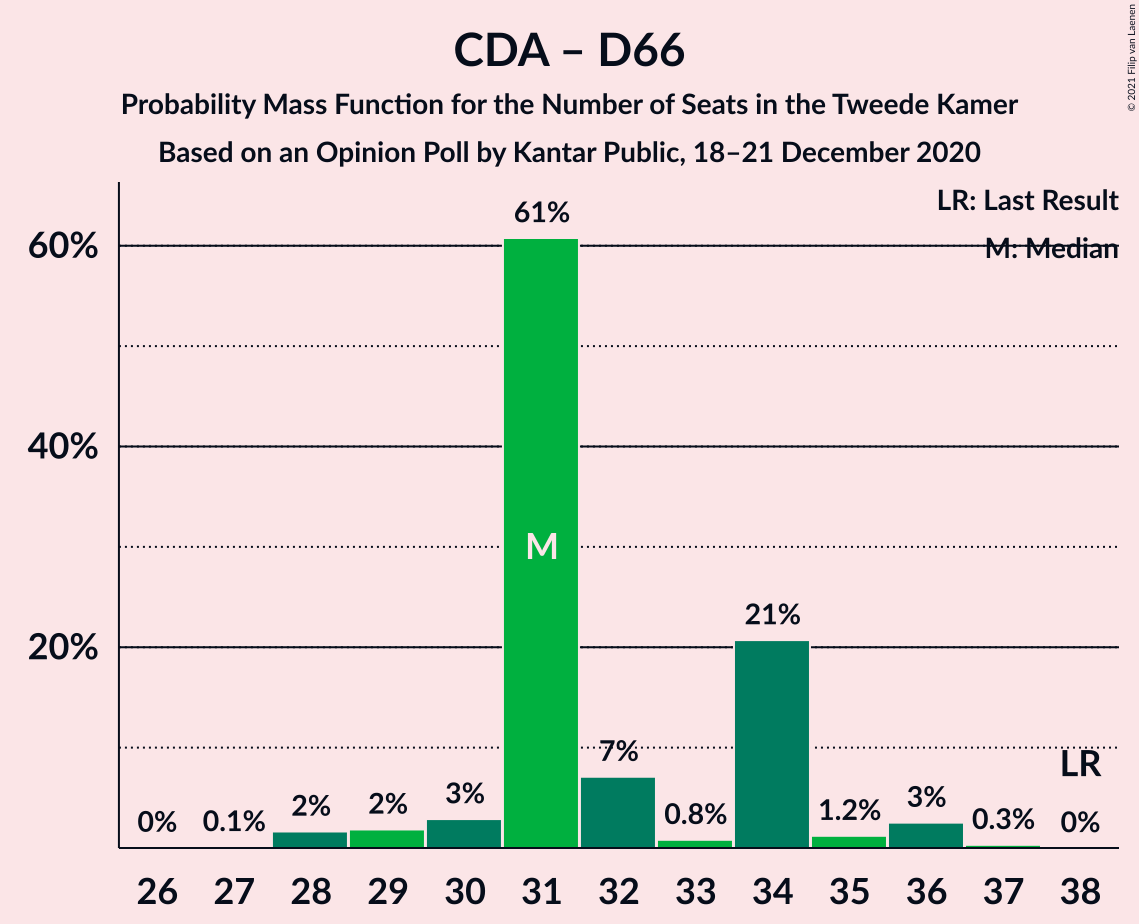 CDA – D66
Probability Mass Function for the Number of Seats in the Tweede Kamer
Based on an Opinion Poll by Kantar Public, 18–21 December 2020
© 2021 Filip van Laenen
LR: Last Result
M: Median
60%
40%
20%
0%
0.1%
2%
2%
3%
61%
M
7%
0.8%
21%
1.2%
3%
0.3%
LR
0%
26 27 28 29 30 31 32 33 34 35 36 37 38